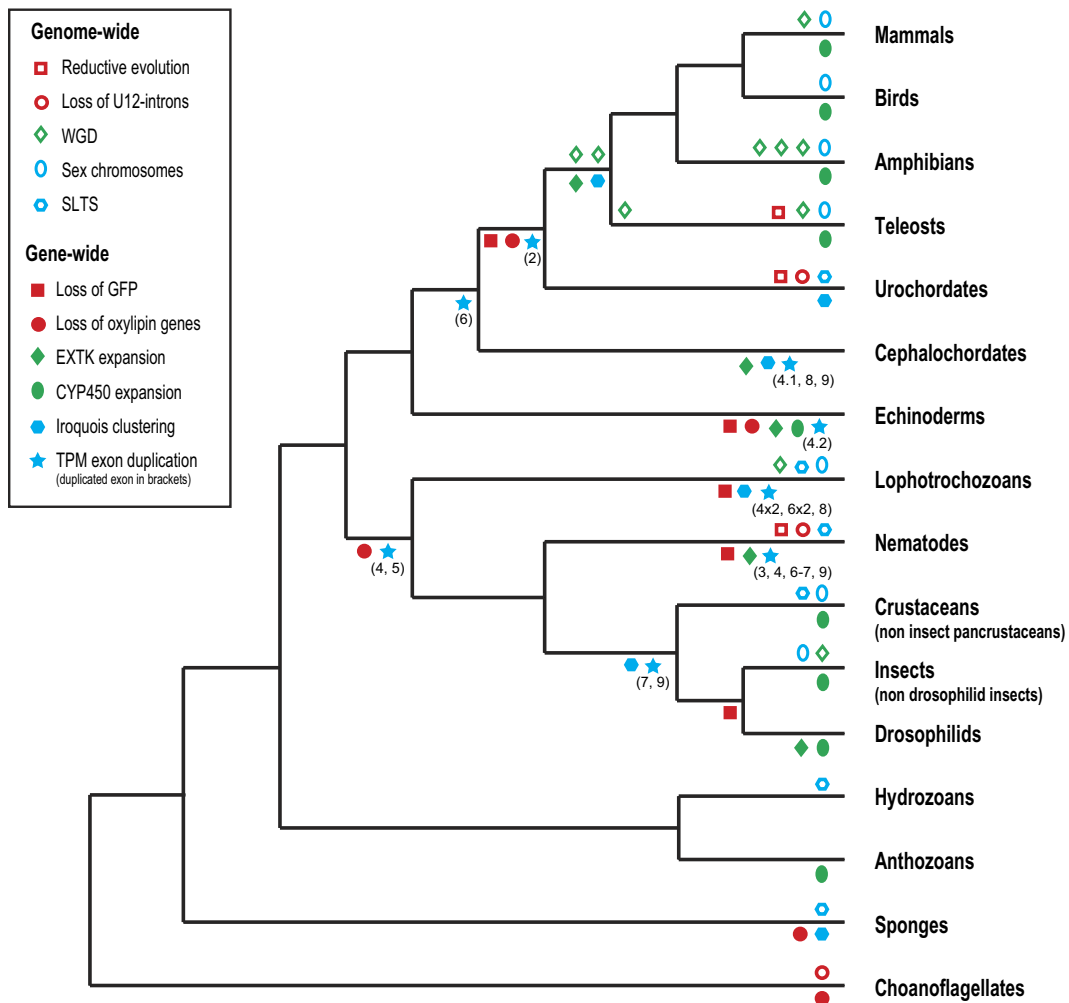 Genome-wide
Reductive evolution
Loss of U12-introns
WGD
Sex chromosomes
SLTS
Gene-wide
Loss of GFP
Loss of oxylipin genes
EXTK expansion
CYP450 expansion
Iroquois clustering
TPM exon duplication
(duplicated exon in brackets)
Mammals
Birds
Amphibians
Teleosts
(2)
Urochordates
(6)
Cephalochordates
(4.1, 8, 9)
Echinoderms
(4.2)
Lophotrochozoans
(4x2, 6x2, 8)
Nematodes
(4, 5)
(3, 4, 6-7, 9)
Crustaceans
(non insect pancrustaceans)
(7, 9)
Insects
(non drosophilid insects)
Drosophilids
Hydrozoans
Anthozoans
Sponges
Choanoflagellates